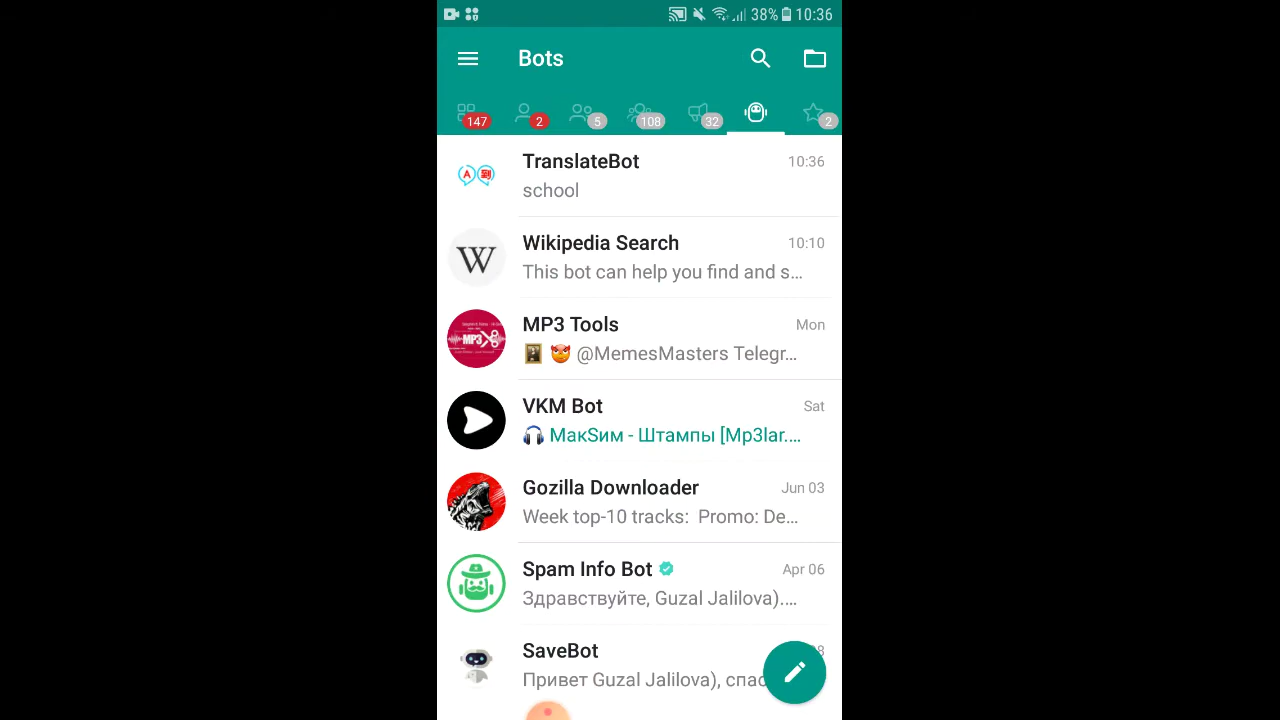 38% 10:36
Bots
147 2 5 108 32 2
TranslateBot 10:36
school
Wikipedia Search 10:10
This bot can help you find and s...
MP3 Tools Mon
@MemesMasters Telegr...
VKM Bot Sat
МакSим - Штампы [Mp3lar....
Gozilla Downloader Jun 03
Week top-10 tracks: Promo: De...
Spam Info Bot Apr 06
Здравствуйте, Guzal Jalilova)....
SaveBot
Привет Guzal Jalilova), спас
A 到
W
MP3